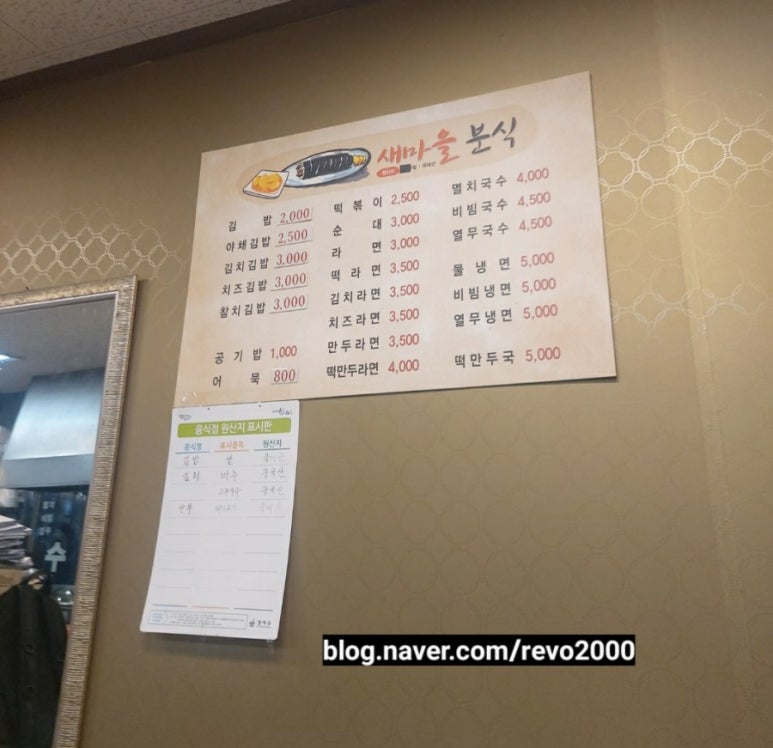 새마을 분식
김 밥 2,000
야채김밥 2,500
김치김밥 3,000
치즈김밥 3,000
참치김밥 3,000
공 기 밥 1,000
어 묵 800
떡 볶 이 2,500
순 대 3,000
라 면 3,000
떡 라 면 3,500
김치라면 3,500
치즈라면 3,500
만두라면 3,500
떡만두라면 4,000
멸치국수 4,000
비빔국수 4,500
열무국수 4,500
물 냉 면 5,000
비빔냉면 5,000
열무냉면 5,000
떡만두국 5,000
음식점 원산지 표시판
음식명 표시품목 원산지
김밥 쌀
김치 배추 중국산
고추가루 중국산
수
blog.naver.com/revo2000